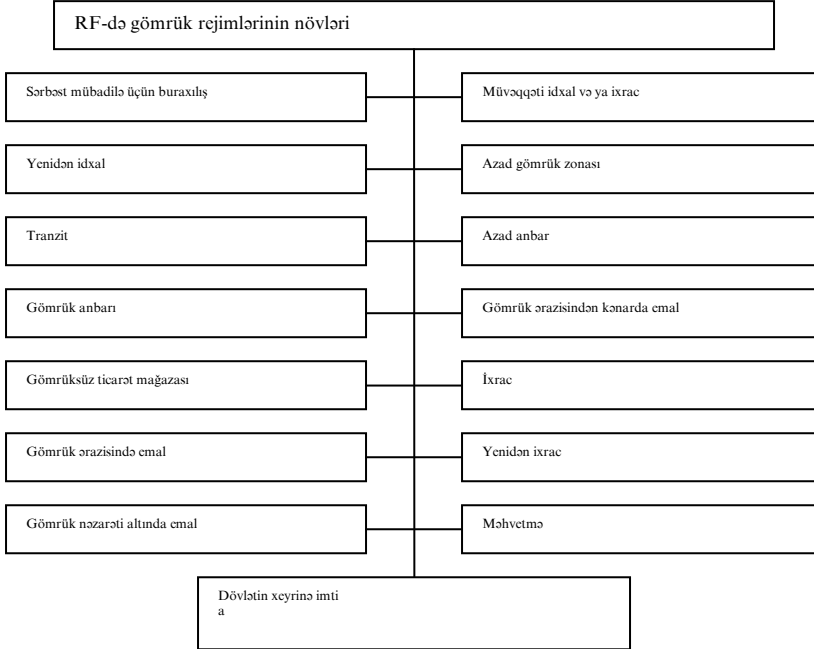 RF-də gömrük rejimlərinin növləri
Sərbəst mübadilə üçün buraxılış
Müvəqqəti idxal və ya ixrac
Yenidən idxal
Azad gömrük zonası
Tranzit
Azad anbar
Gömrük anbarı
Gömrük ərazisindən kənarda emal
Gömrüksüz ticarət mağazası
İxrac
Gömrük ərazisində emal
Yenidən ixrac
Gömrük nəzarəti altında emal
Məhvetmə
Dövlətin xeyrinə imti
a